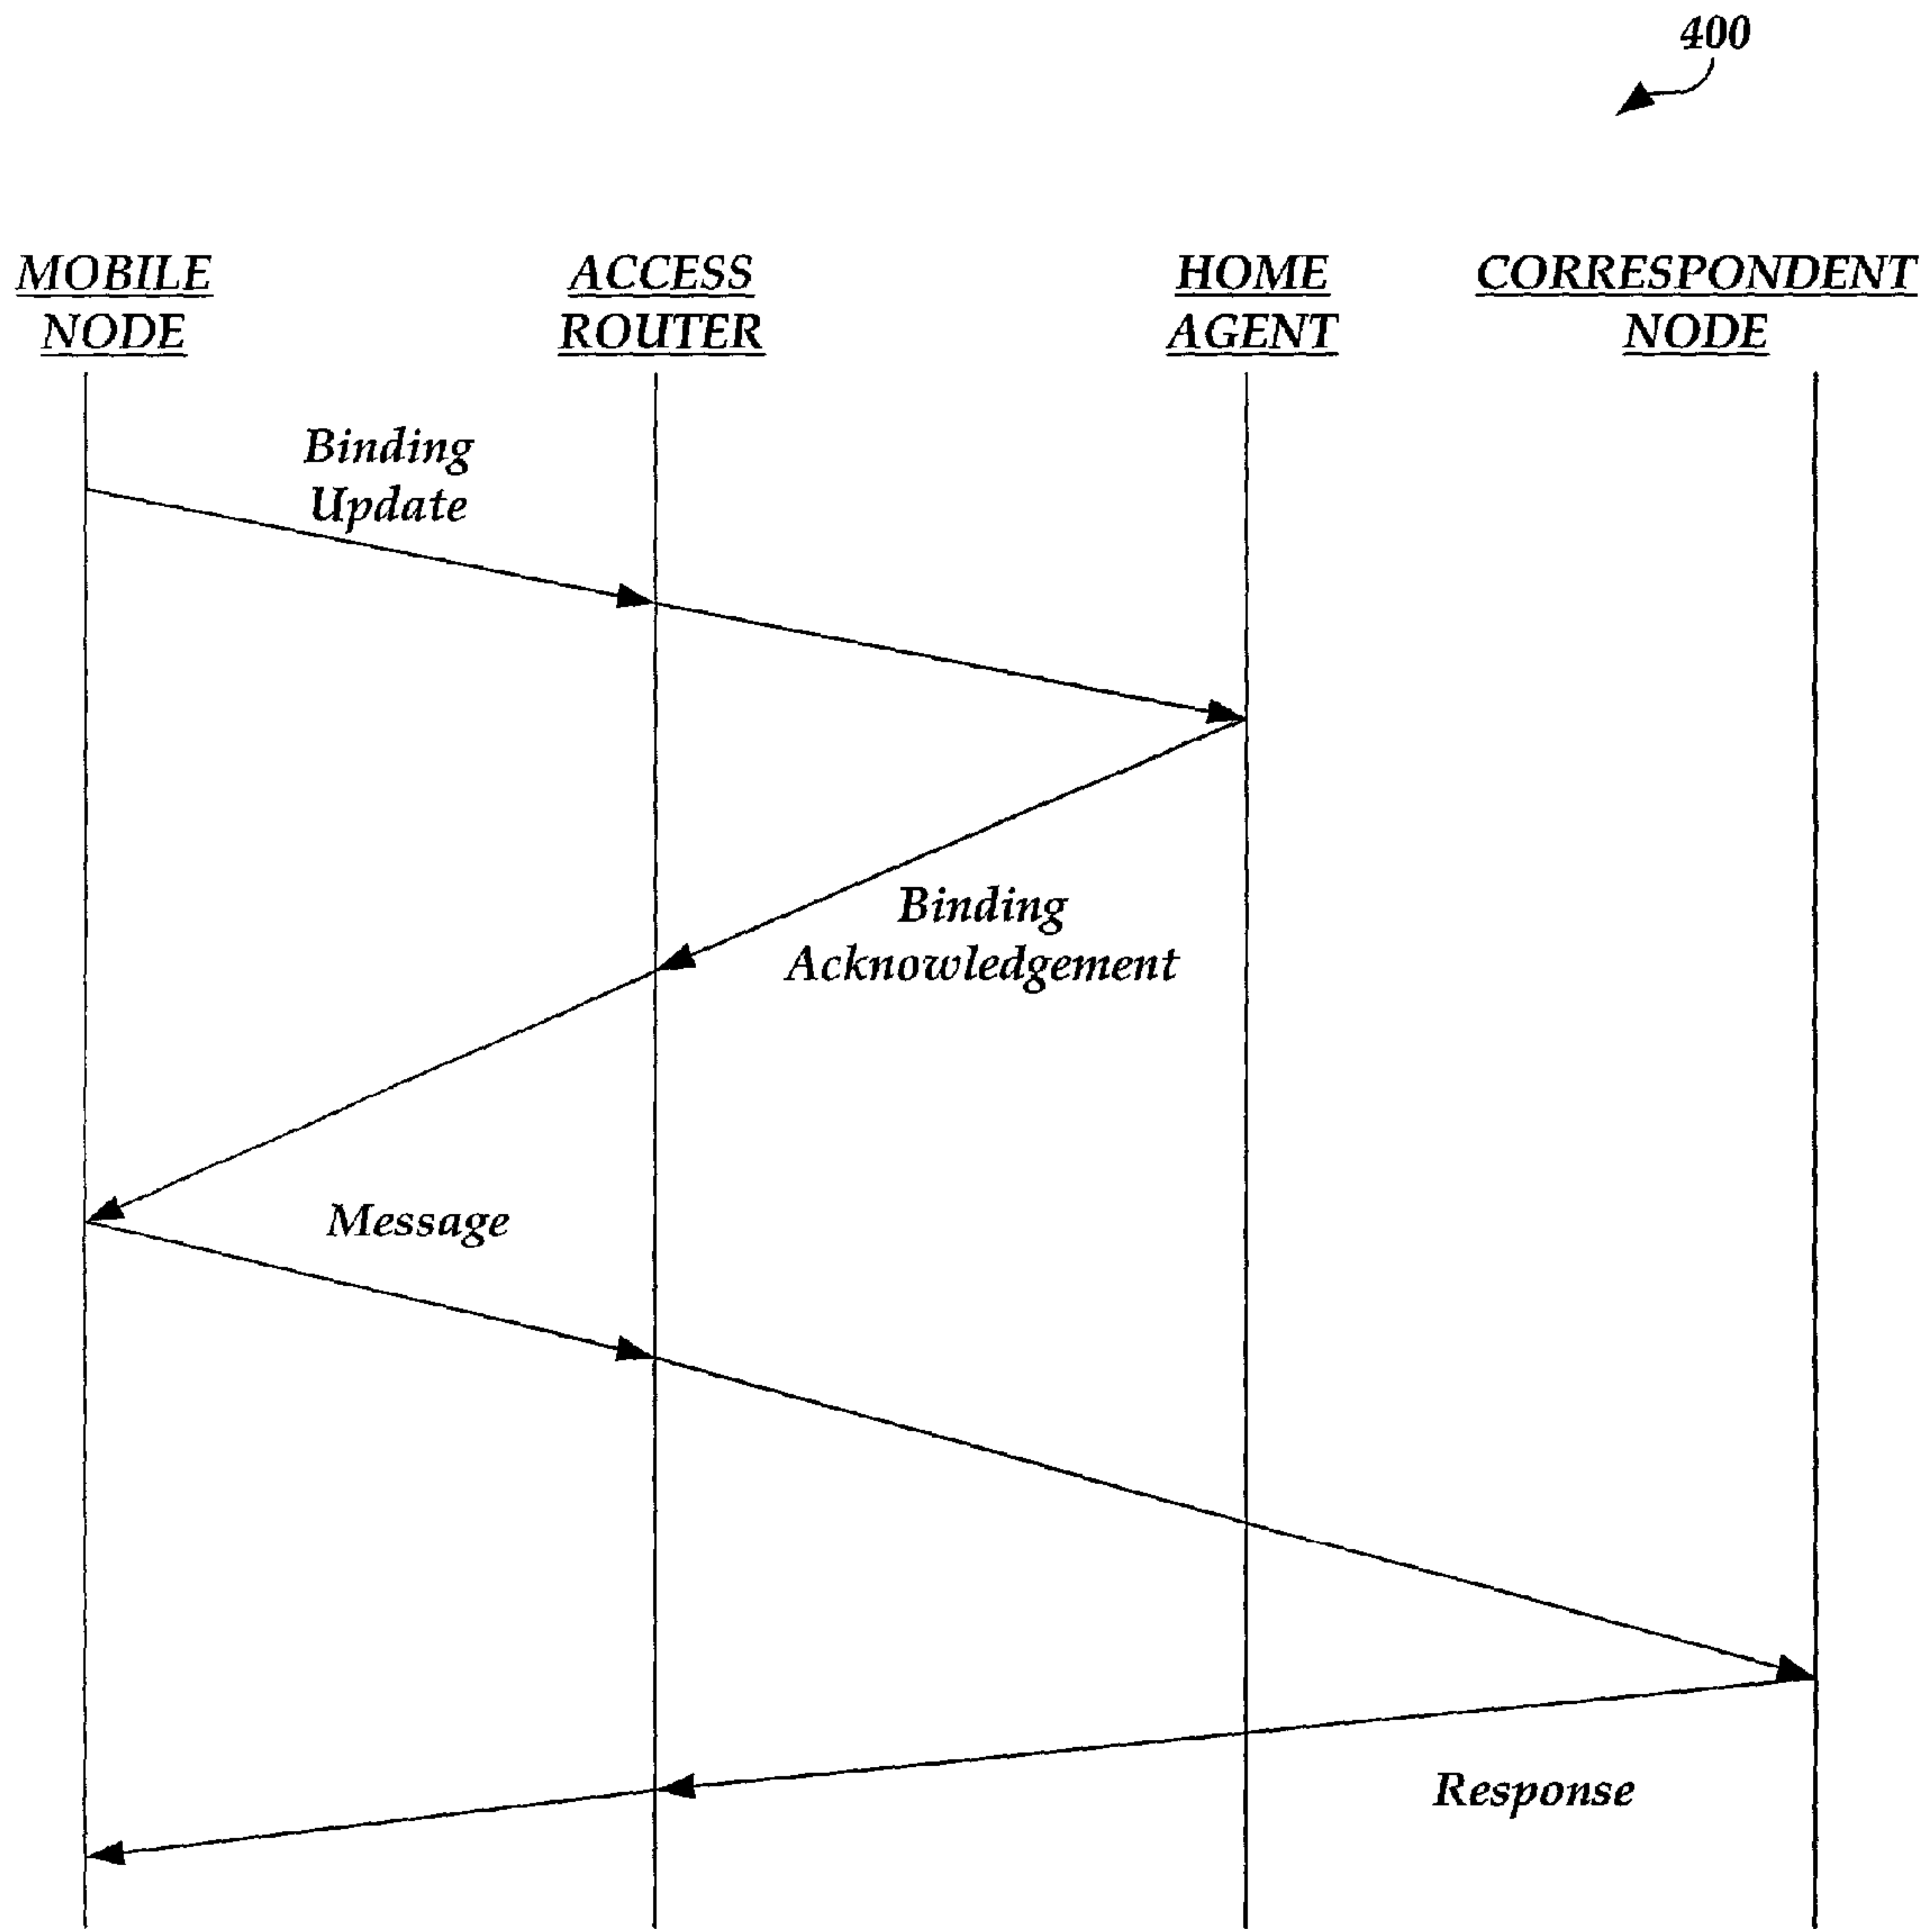 400
MOBILE
NODE
ACCESS
ROUTER
HOME
AGENT
CORRESPONDENT
NODE
Binding
Update
Binding
Acknowledgement
Message
Response